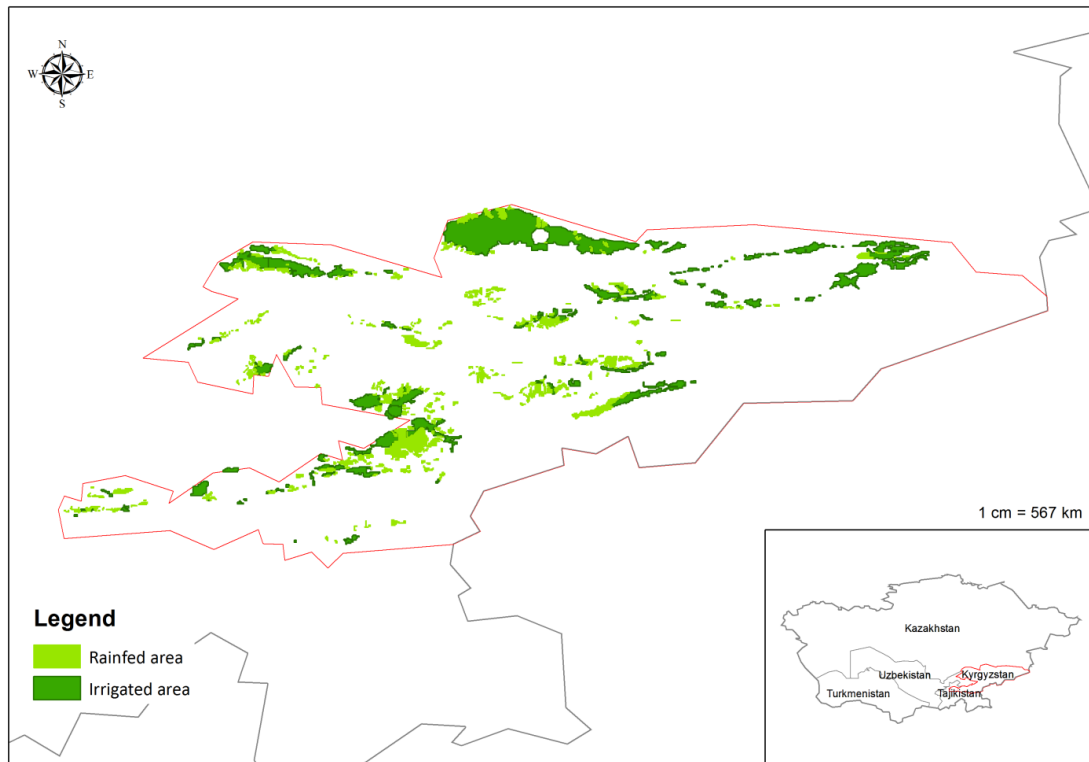 N
W E
S
1 cm = 567 km
Legend
Rainfed area
Irrigated area
Kazakhstan
Uzbekistan
Kyrgyzstan
Turkmenistan
Tajikistan